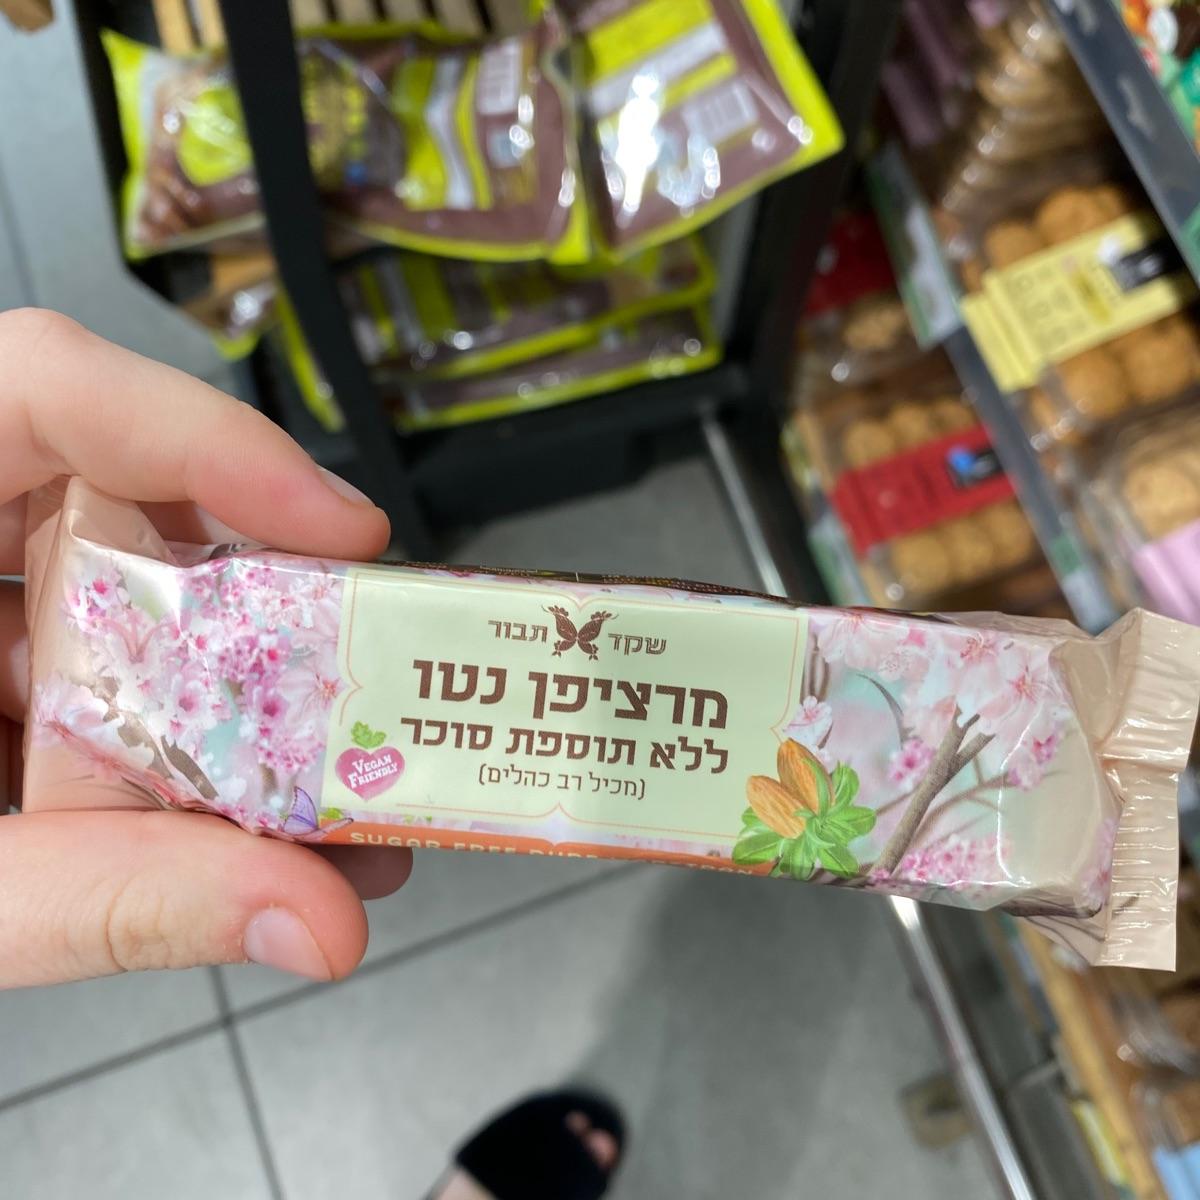 שקד תבור
מרציפן נטו
ללא תוספת סוכר
(מכיל רב כהלים)
VEGAN
FRIENDLY
SUGAR FREE